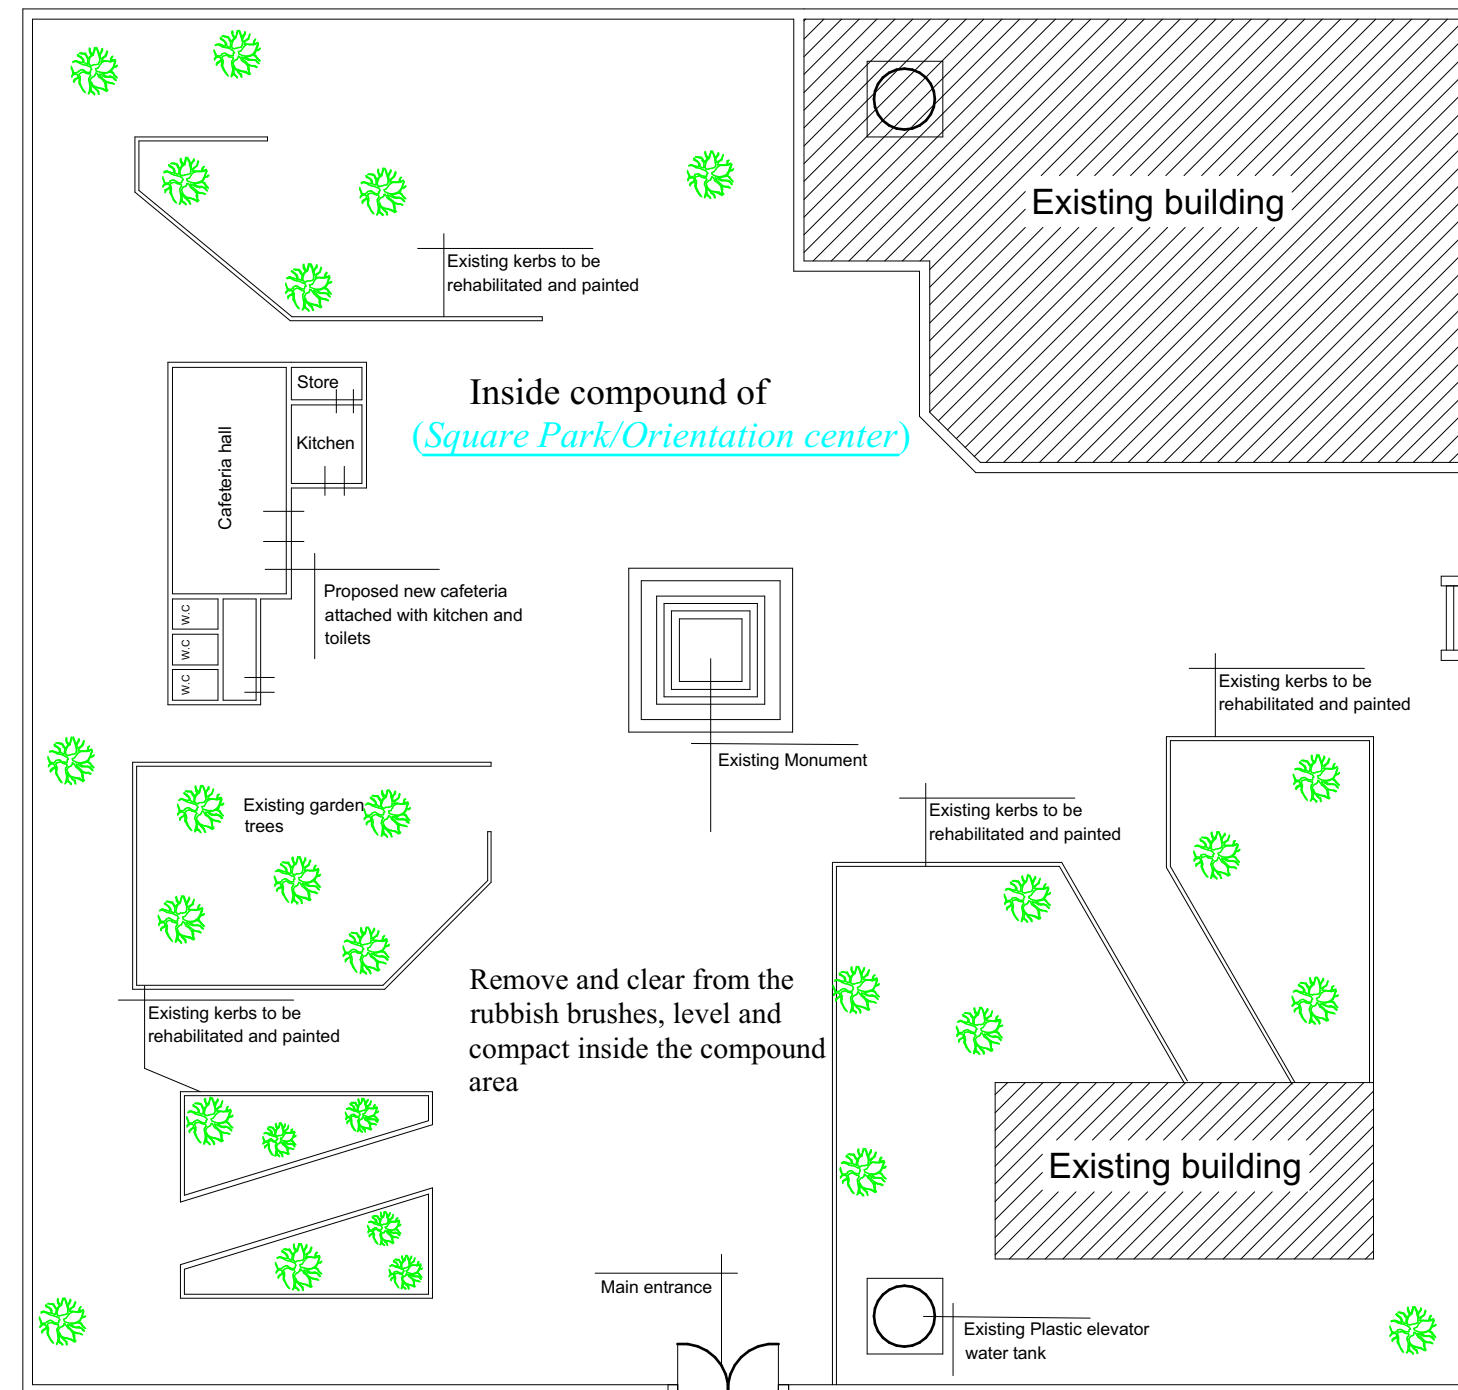 Existing building
Existing kerbs to be
rehabilitated and painted
Store
Kitchen
Cafeteria hall
Inside compound of
(Square Park/Orientation center)
Proposed new cafeteria
attached with kitchen and
toilets
W.C
W.C
W.C
Existing kerbs to be
rehabilitated and painted
Existing Monument
Existing garden
trees
Existing kerbs to be
rehabilitated and painted
Remove and clear from the
rubbish brushes, level and
compact inside the compound
area
Existing kerbs to be
rehabilitated and painted
Existing building
Main entrance
Existing Plastic elevator
water tank